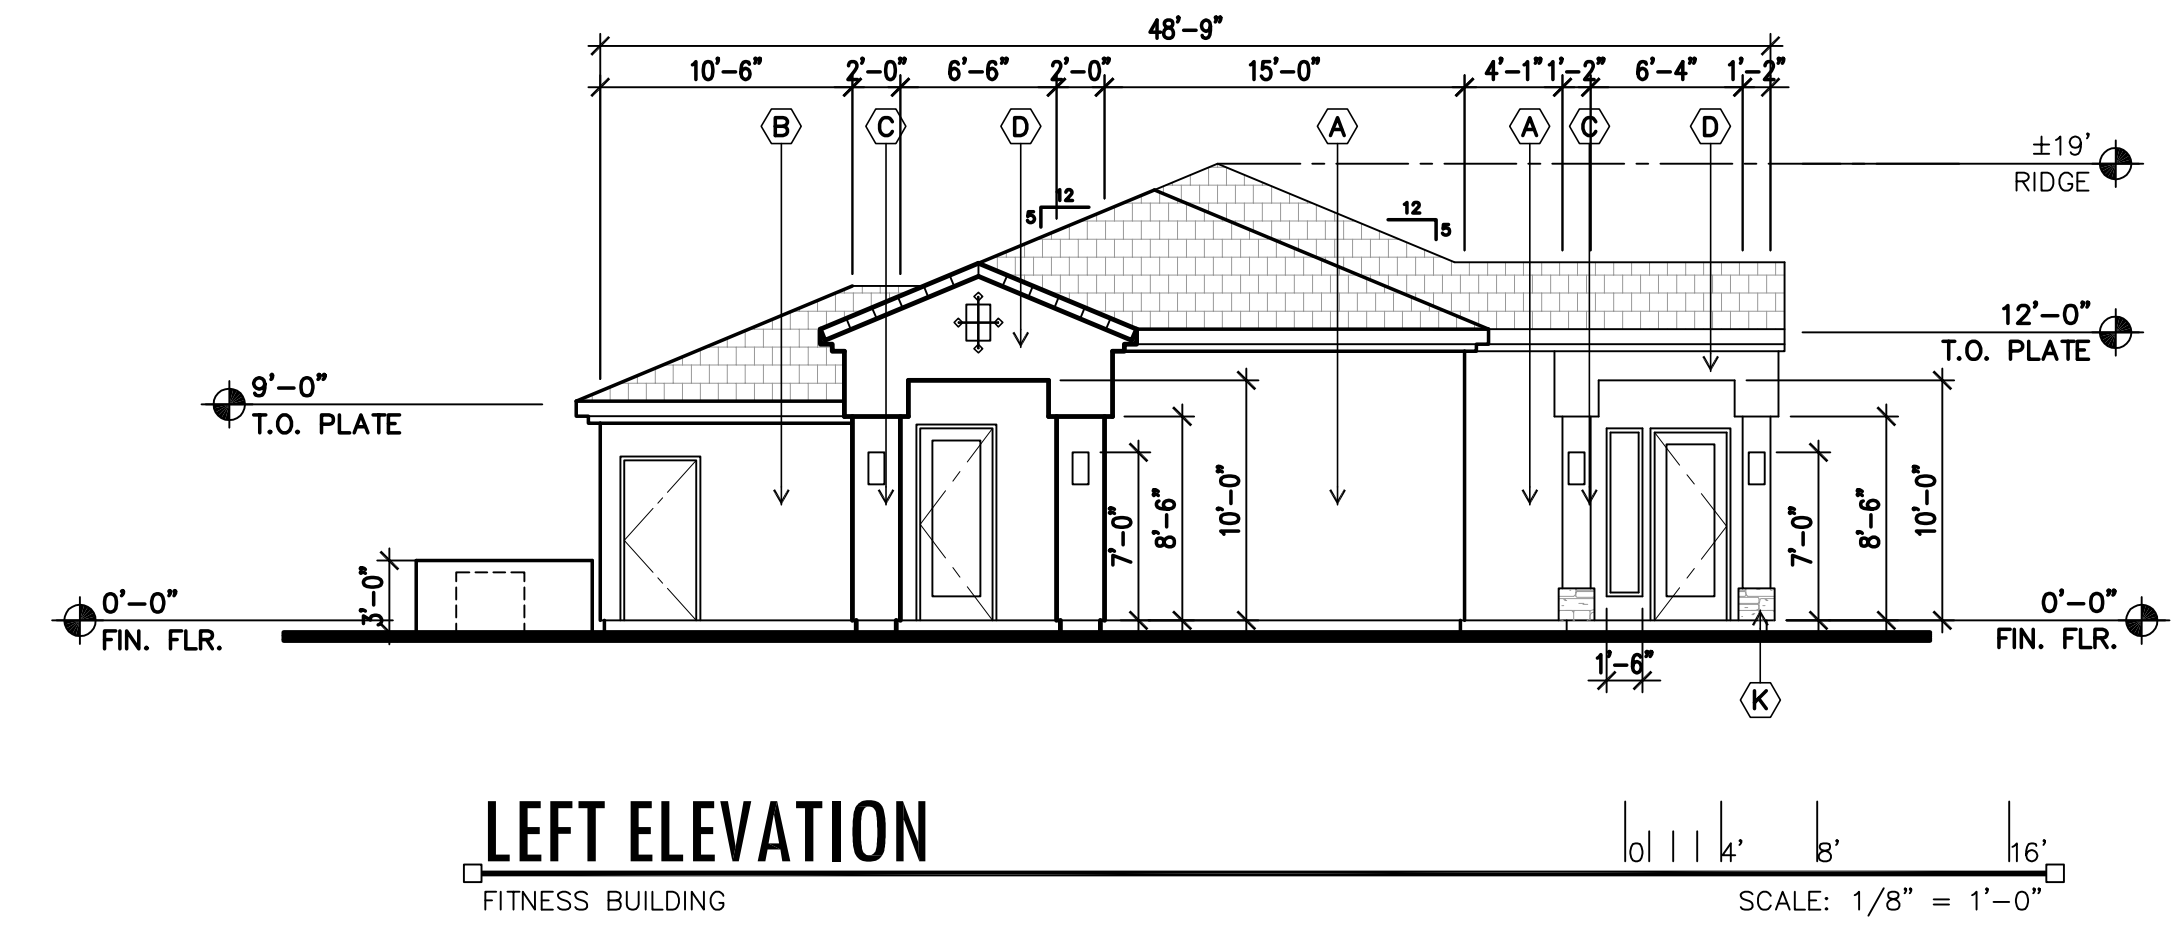 48'-9"
10'-6" 2'-0" 6'-6" 2'-0" 15'-0" 4'-1" 1'-2" 6'-4" 1'-2"
B C D A A C D
±19'
RIDGE
12
5
12
5
12'-0"
T.O. PLATE
9'-0"
T.O. PLATE
7'-0"
8'-6"
10'-0"
7'-0"
8'-6"
10'-0"
3'-0"
0'-0"
FIN. FLR.
0'-0"
FIN. FLR.
1'-6"
K
LEFT ELEVATION
0 4' 8' 16'
FITNESS BUILDING
SCALE: 1/8" = 1'-0"